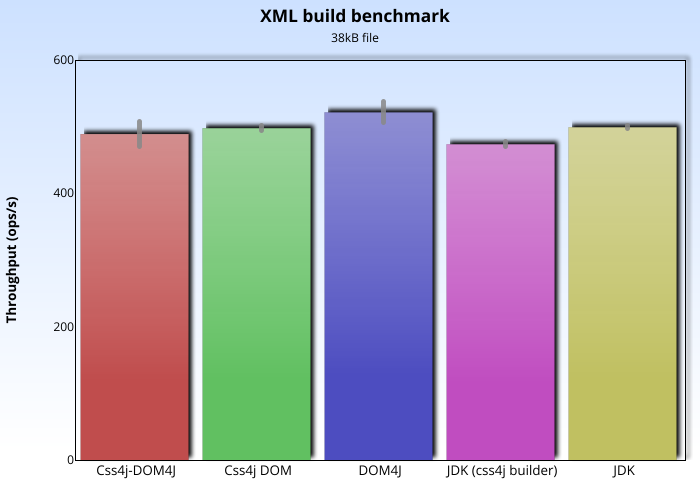 XML build benchmark
38kB file
Throughput (ops/s)
600
400
200
0
Css4j-DOM4J
Css4j DOM
DOM4J
JDK (css4j builder)
JDK